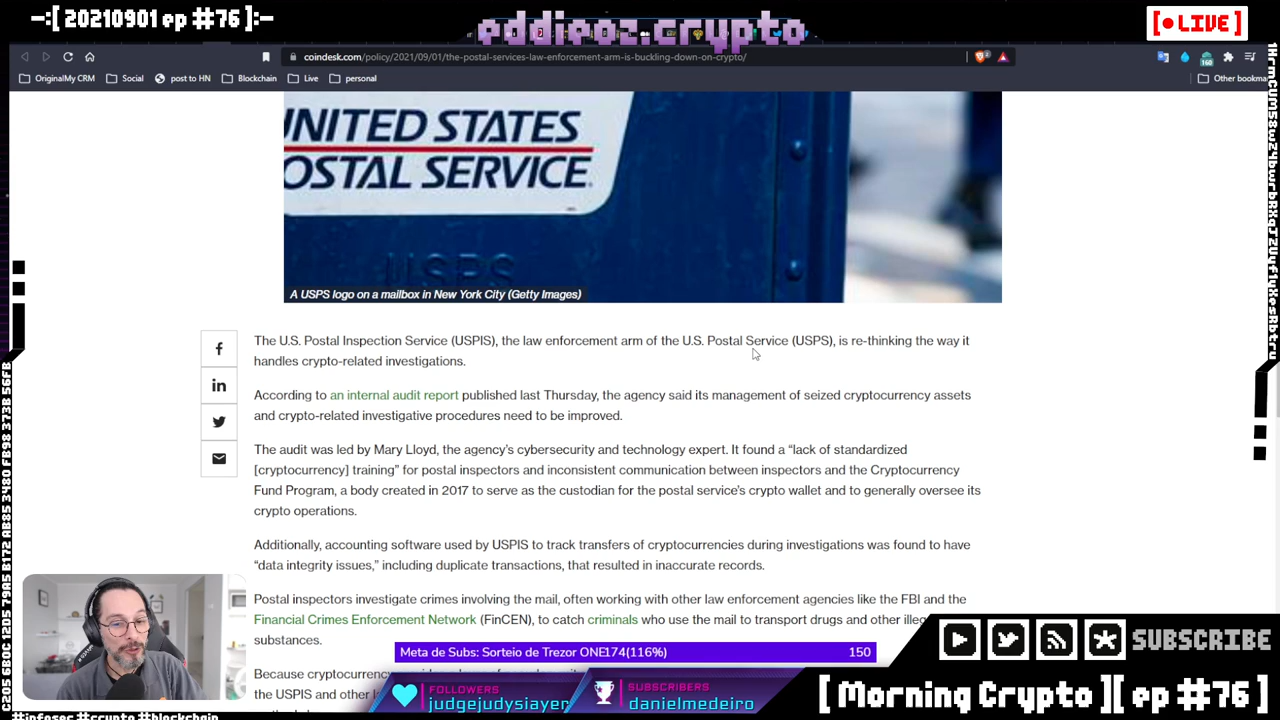 -:[ 20210901 ep #76 ]:-
eddieoz.crypto
[ LIVE ]
coindesk.com/policy/2021/09/01/the-postal-services-law-enforcement-arm-is-buckling-down-on-crypto/
2
160
OriginalMy CRM
Social
post to HN
Blockchain
Live
personal
Other bookma
UNITED STATES
OSTAL SERVICE
USPS
A USPS logo on a mailbox in New York City (Getty Images)
The U.S. Postal Inspection Service (USPIS), the law enforcement arm of the U.S. Postal Service (USPS), is re-thinking the way it
handles crypto-related investigations.
According to an internal audit report published last Thursday, the agency said its management of seized cryptocurrency assets
and crypto-related investigative procedures need to be improved.
The audit was led by Mary Lloyd, the agency's cybersecurity and technology expert. It found a “lack of standardized
[cryptocurrency] training” for postal inspectors and inconsistent communication between inspectors and the Cryptocurrency
Fund Program, a body created in 2017 to serve as the custodian for the postal service's crypto wallet and to generally oversee its
crypto operations.
Additionally, accounting software used by USPIS to track transfers of cryptocurrencies during investigations was found to have
“data integrity issues,” including duplicate transactions, that resulted in inaccurate records.
Postal inspectors investigate crimes involving the mail, often working with other law enforcement agencies like the FBI and the
Financial Crimes Enforcement Network (FinCEN), to catch criminals who use the mail to transport drugs and other illeg
substances.
Because cryptocurrency
the USPIS and other
Meta de Subs: Sorteio de Trezor ONE174(116%)
150
SUBSCRIBE
FOLLOWERS
judgejudyslayer
SUBSCRIBERS
danielmedeiro
[ Morning Crypto ][ ep #76 ]
#infosec #crypto #blockchain